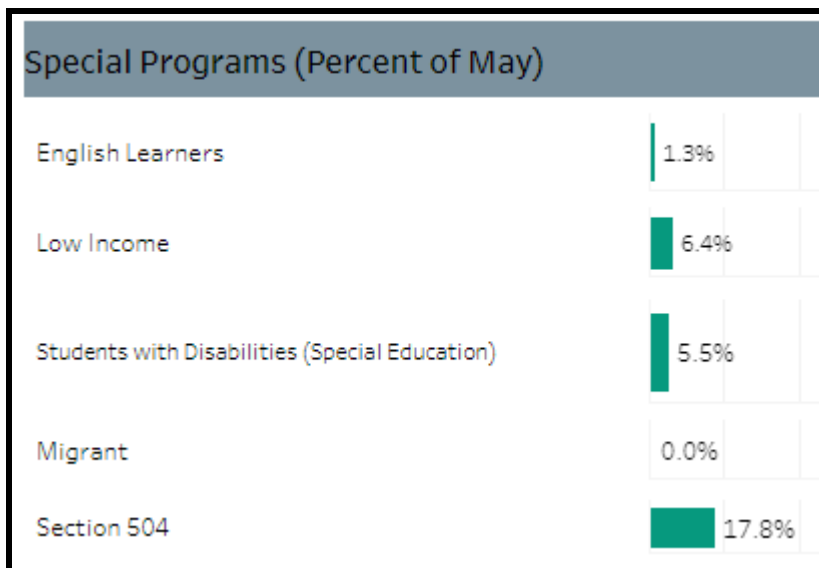 Special Programs (Percent of May)
English Learners 1.3%
Low Income 6.4%
Students with Disabilities (Special Education) 5.5%
Migrant 0.0%
Section 504 17.8%